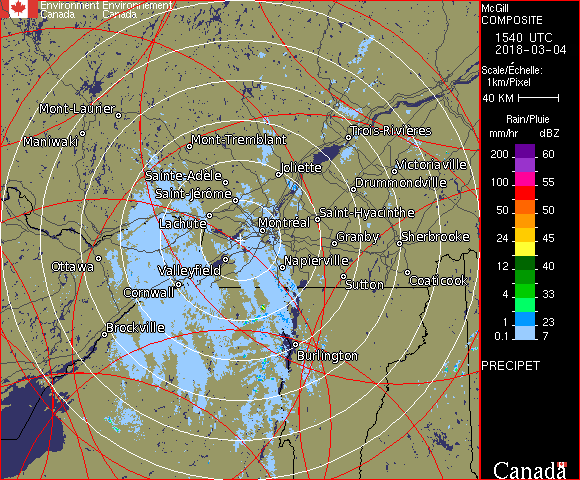 Environment Environnement
Canada Canada
McGill
COMPOSITE
1540 UTC
2018-03-04
Scale/Échelle:
1km/Pixel
40 KM
Rain/Pluie
mm/hr dBZ
200 60
100 55
50 50
24 45
12 40
4 33
1 23
0.1 7
PRECIPET
Canada
Mont-Laurier
Maniwaki
Mont-Tremblant
Trois-Rivières
Joliette
Victoriaville
Sainte-Adèle
Drummondville
Saint-Jérôme
Saint-Hyacinthe
Lachute
Montréal
Granby
Sherbrooke
Ottawa
Valleyfield
Napierville
Sutton
Coaticook
Cornwall
Brockville
Burlington